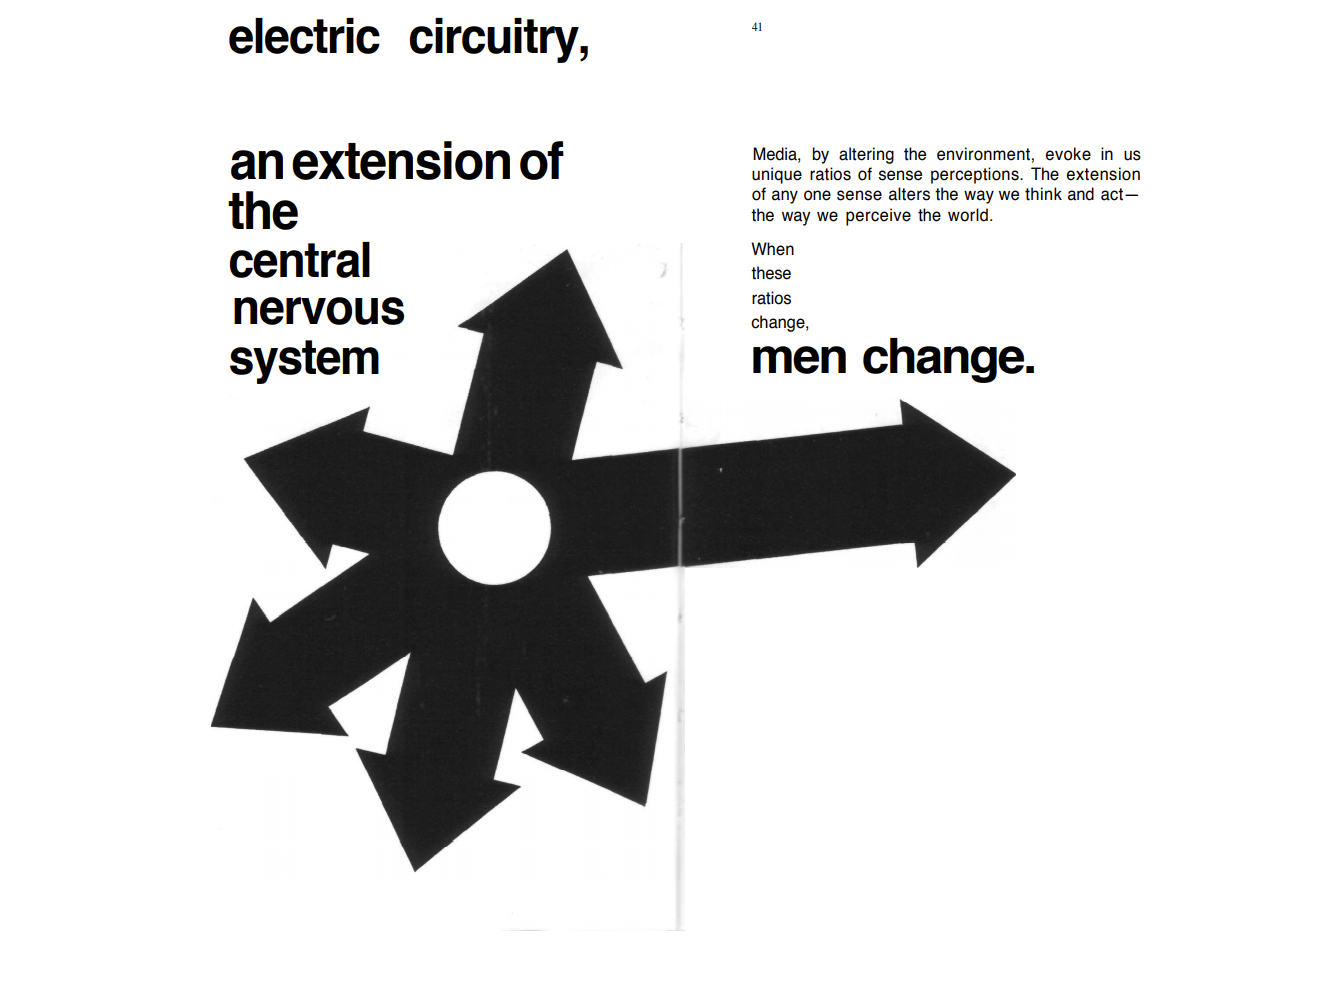 electric circuitry,
an extension of
the
central
nervous
system
41
Media, by altering the environment, evoke in us
unique ratios of sense perceptions. The extension
of any one sense alters the way we think and act—
the way we perceive the world.
When
these
ratios
change,
men change.